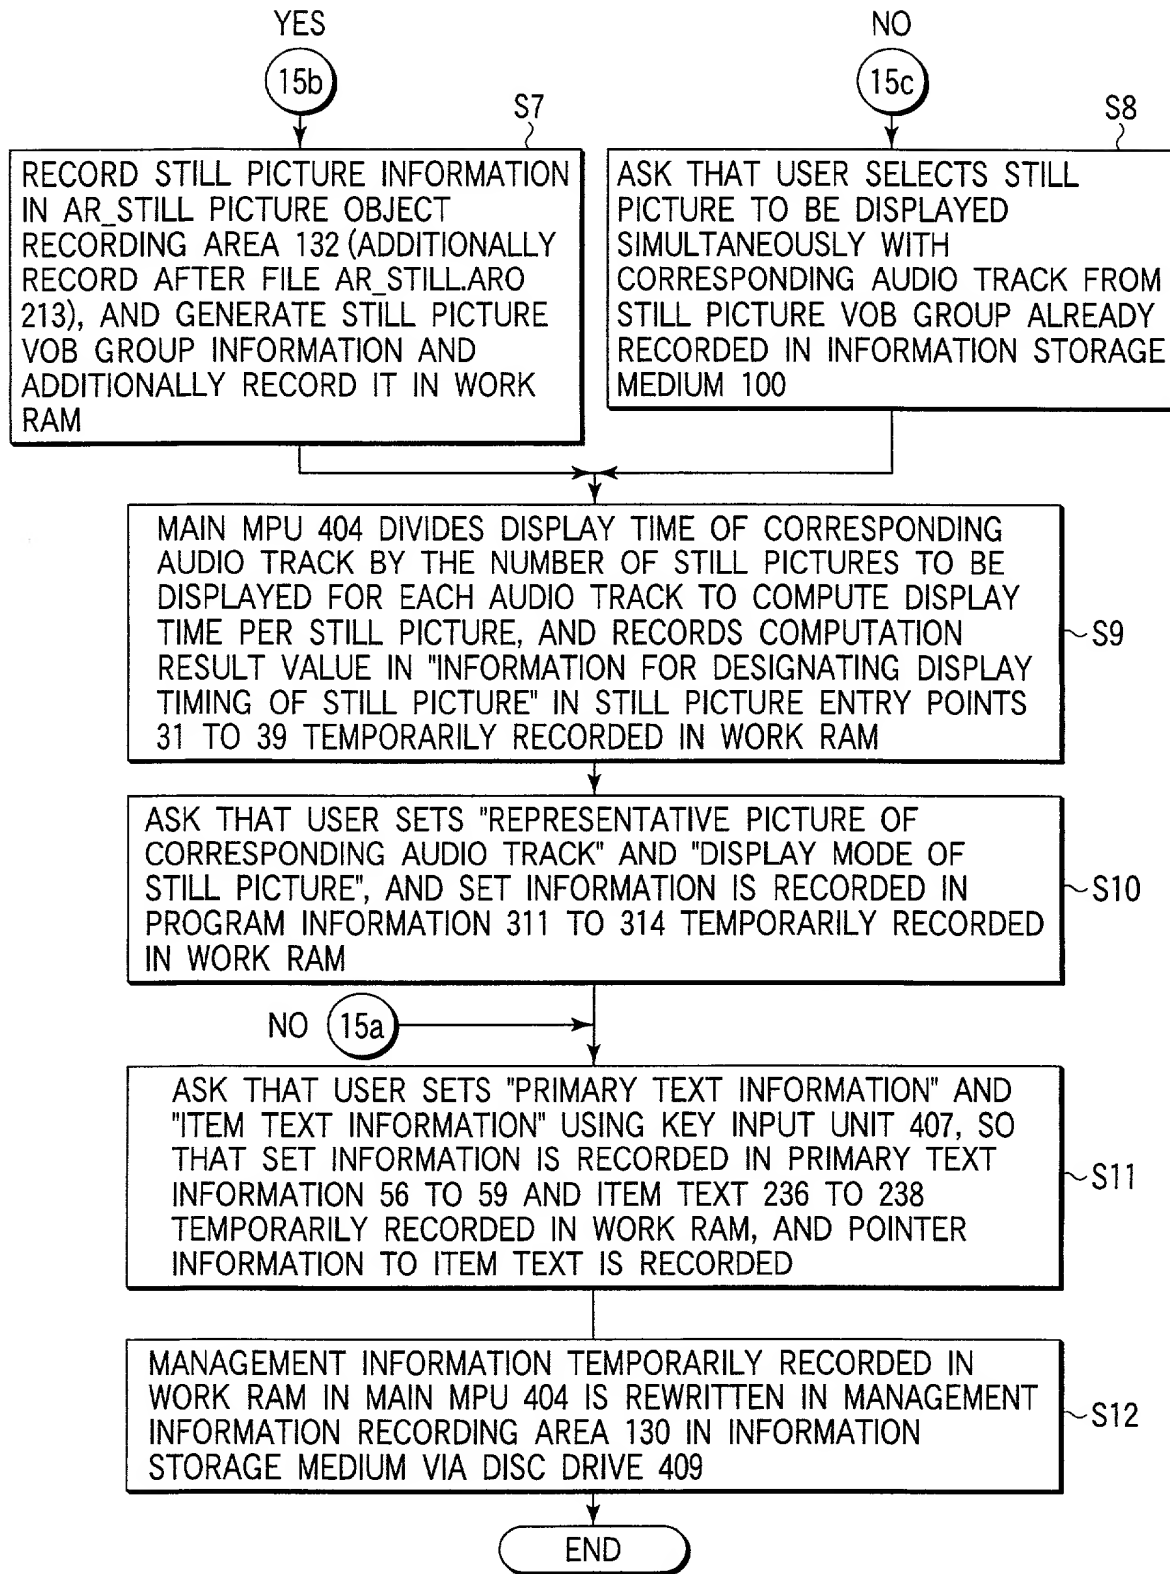 YES
15b
S7
RECORD STILL PICTURE INFORMATION
IN AR_STILL PICTURE OBJECT
RECORDING AREA 132 (ADDITIONALLY
RECORD AFTER FILE AR_STILL.ARO
213), AND GENERATE STILL PICTURE
VOB GROUP INFORMATION AND
ADDITIONALLY RECORD IT IN WORK
RAM
NO
15c
S8
ASK THAT USER SELECTS STILL
PICTURE TO BE DISPLAYED
SIMULTANEOUSLY WITH
CORRESPONDING AUDIO TRACK FROM
STILL PICTURE VOB GROUP ALREADY
RECORDED IN INFORMATION STORAGE
MEDIUM 100
MAIN MPU 404 DIVIDES DISPLAY TIME OF CORRESPONDING
AUDIO TRACK BY THE NUMBER OF STILL PICTURES TO BE
DISPLAYED FOR EACH AUDIO TRACK TO COMPUTE DISPLAY
TIME PER STILL PICTURE, AND RECORDS COMPUTATION
RESULT VALUE IN "INFORMATION FOR DESIGNATING DISPLAY
TIMING OF STILL PICTURE" IN STILL PICTURE ENTRY POINTS
31 TO 39 TEMPORARILY RECORDED IN WORK RAM
S9
ASK THAT USER SETS "REPRESENTATIVE PICTURE OF
CORRESPONDING AUDIO TRACK" AND "DISPLAY MODE OF
STILL PICTURE", AND SET INFORMATION IS RECORDED IN
PROGRAM INFORMATION 311 TO 314 TEMPORARILY RECORDED
IN WORK RAM
S10
NO 15a
ASK THAT USER SETS "PRIMARY TEXT INFORMATION" AND
"ITEM TEXT INFORMATION" USING KEY INPUT UNIT 407, SO
THAT SET INFORMATION IS RECORDED IN PRIMARY TEXT
INFORMATION 56 TO 59 AND ITEM TEXT 236 TO 238
TEMPORARILY RECORDED IN WORK RAM, AND POINTER
INFORMATION TO ITEM TEXT IS RECORDED
S11
MANAGEMENT INFORMATION TEMPORARILY RECORDED IN
WORK RAM IN MAIN MPU 404 IS REWRITTEN IN MANAGEMENT
INFORMATION RECORDING AREA 130 IN INFORMATION
STORAGE MEDIUM VIA DISC DRIVE 409
S12
END